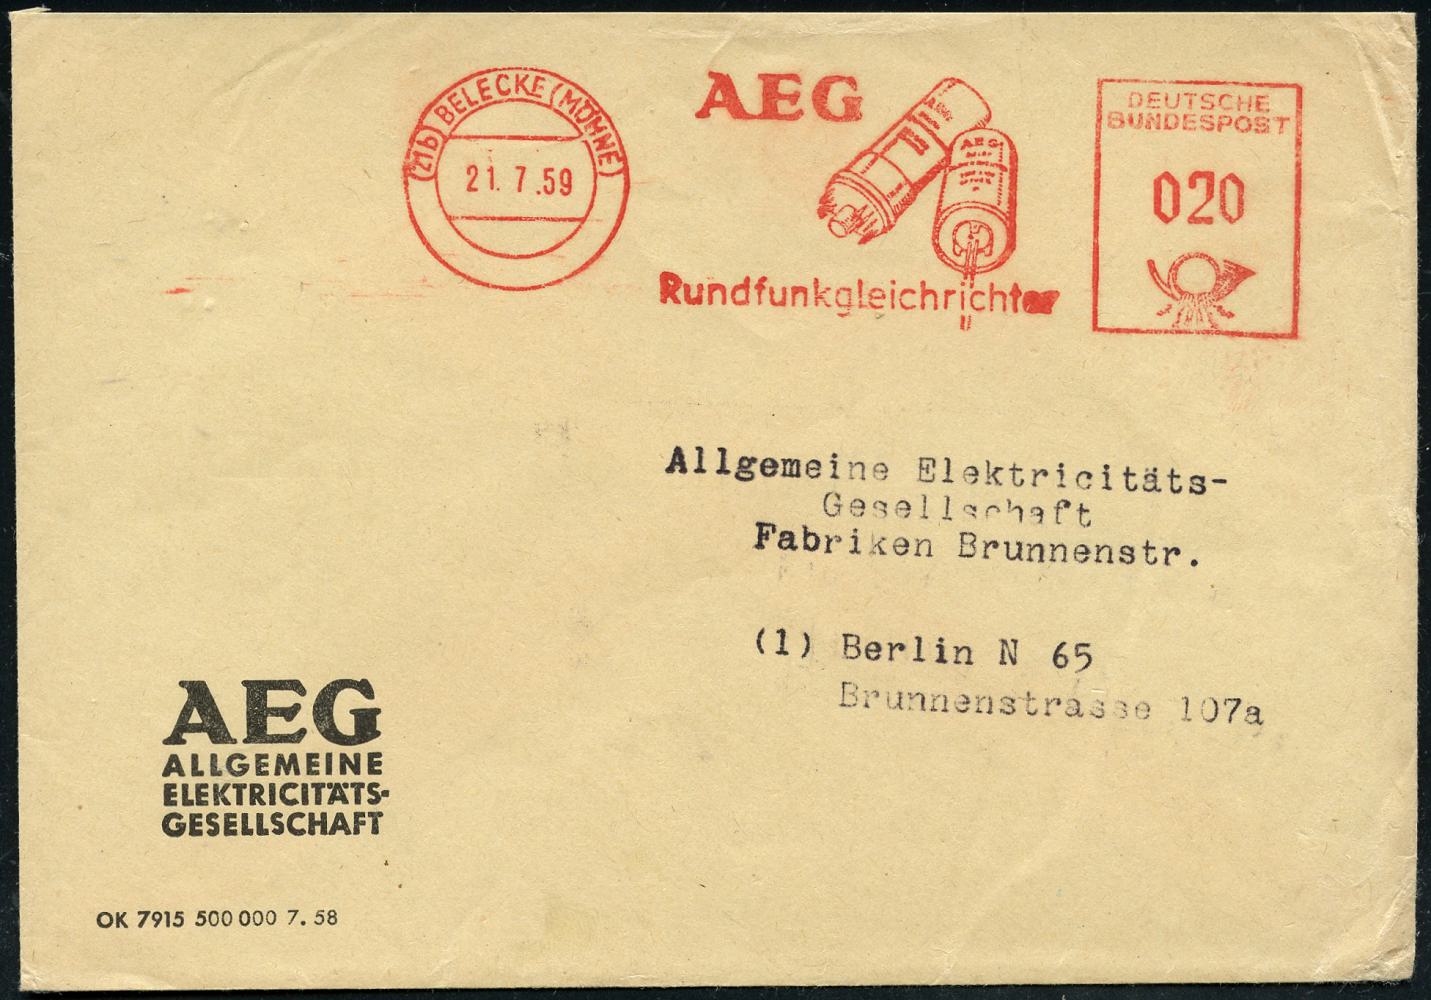 (21b) BELECKE (MÖHNE)
21. 7.59
AEG
AEG
Rundfunkgleichrichter
DEUTSCHE
BUNDESPOST
020
Allgemeine Elektricitäts-
Gesellschaft
Fabriken Brunnenstr.
(1) Berlin N 65
Brunnenstrasse 107a
AEG
ALLGEMEINE
ELEKTRICITÄTS-
GESELLSCHAFT
OK 7915 500 000 7. 58